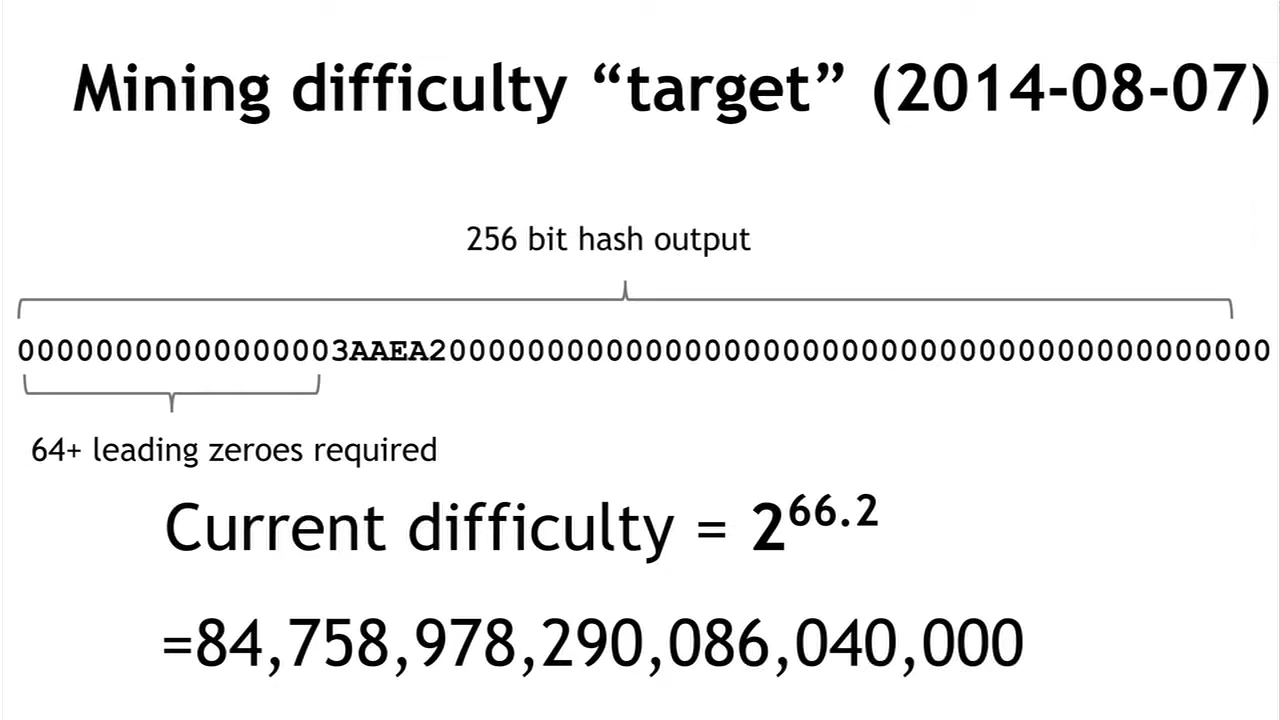 Mining difficulty “target” (2014-08-07)
256 bit hash output
00000000000000003AAEA2000000000000000000000000000000000000000000
64+ leading zeroes required
Current difficulty = 2^66.2
=84,758,978,290,086,040,000